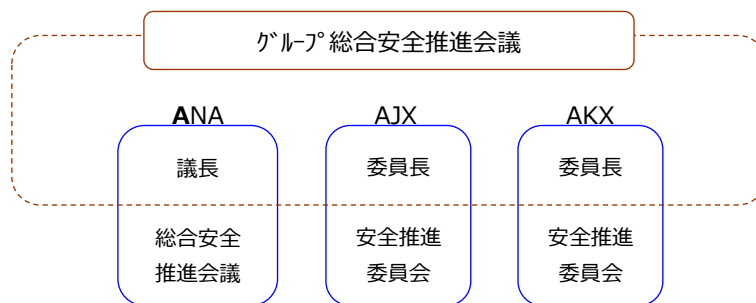 ｸﾞﾙｰﾌﾟ総合安全推進会議
ANA
AJX
AKX
議長
委員長
委員長
総合安全
推進会議
安全推進
委員会
安全推進
委員会